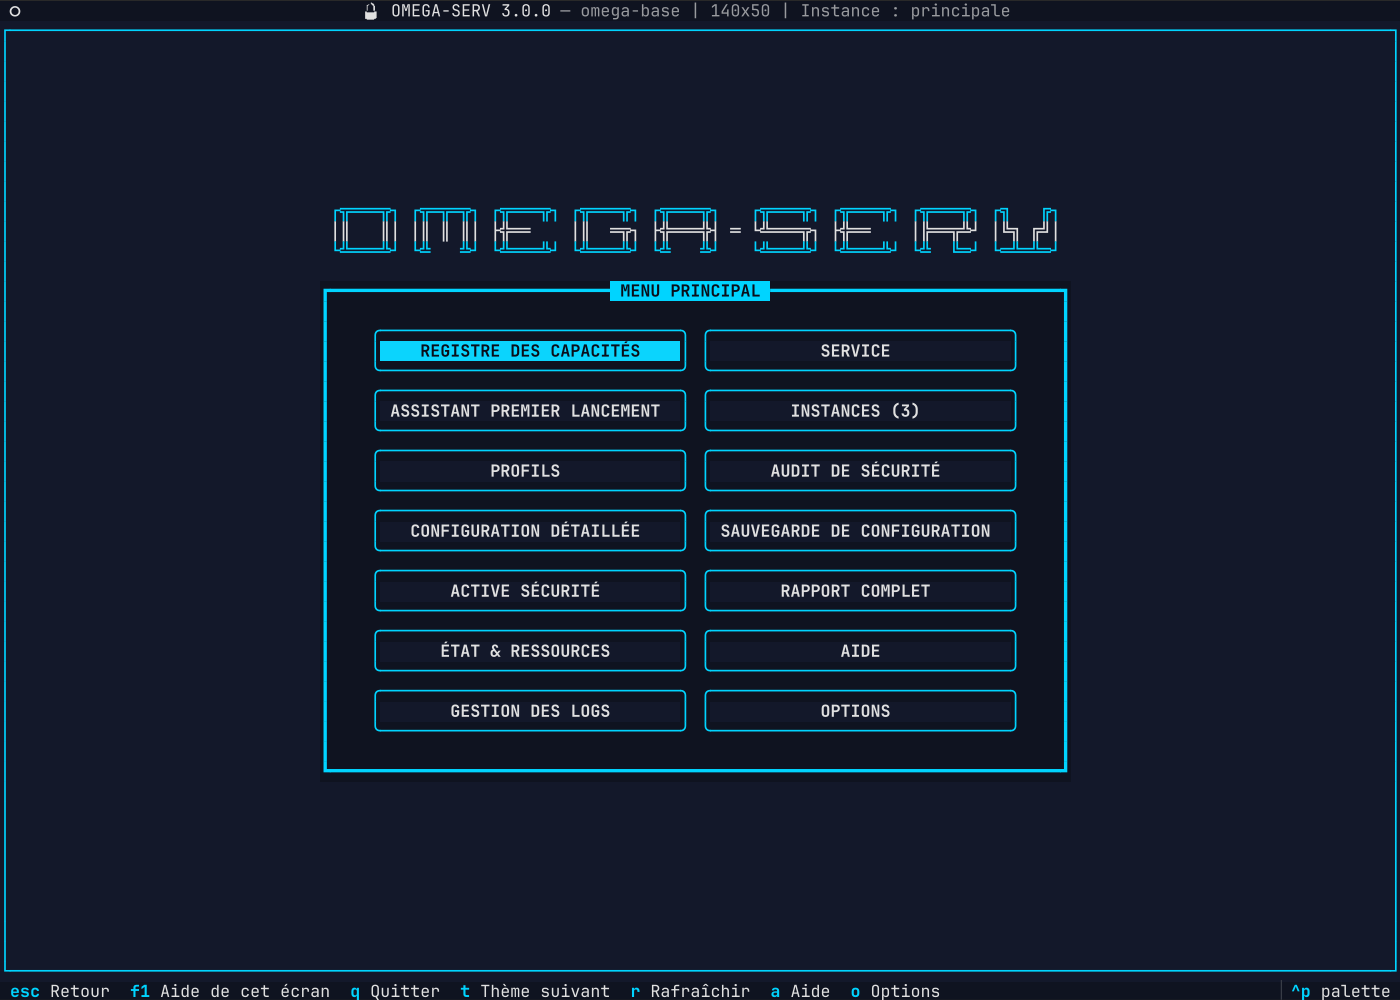 OMEGA-SERV 3.0.0 — omega-base | 140x50 | Instance : principale
OMEGA-SERV
MENU PRINCIPAL
REGISTRE DES CAPACITÉS
SERVICE
ASSISTANT PREMIER LANCEMENT
INSTANCES (3)
PROFILS
AUDIT DE SÉCURITÉ
CONFIGURATION DÉTAILLÉE
SAUVEGARDE DE CONFIGURATION
ACTIVE SÉCURITÉ
RAPPORT COMPLET
ÉTAT & RESSOURCES
AIDE
GESTION DES LOGS
OPTIONS
esc Retour f1 Aide de cet écran q Quitter t Thème suivant r Rafraîchir a Aide o Options ^p palette